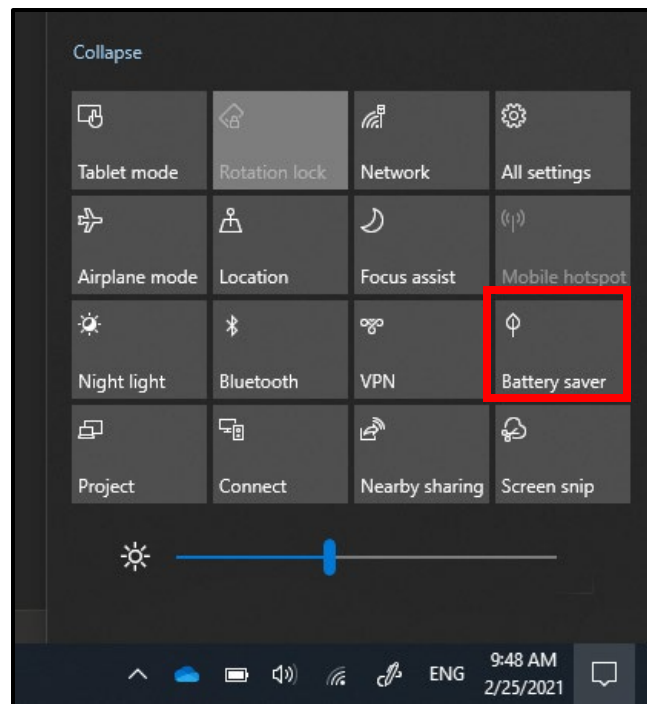 Collapse
Tablet mode
Rotation lock
Network
All settings
Airplane mode
Location
Focus assist
Mobile hotspot
Night light
Bluetooth
VPN
Battery saver
Project
Connect
Nearby sharing
Screen snip
ENG
9:48 AM
2/25/2021